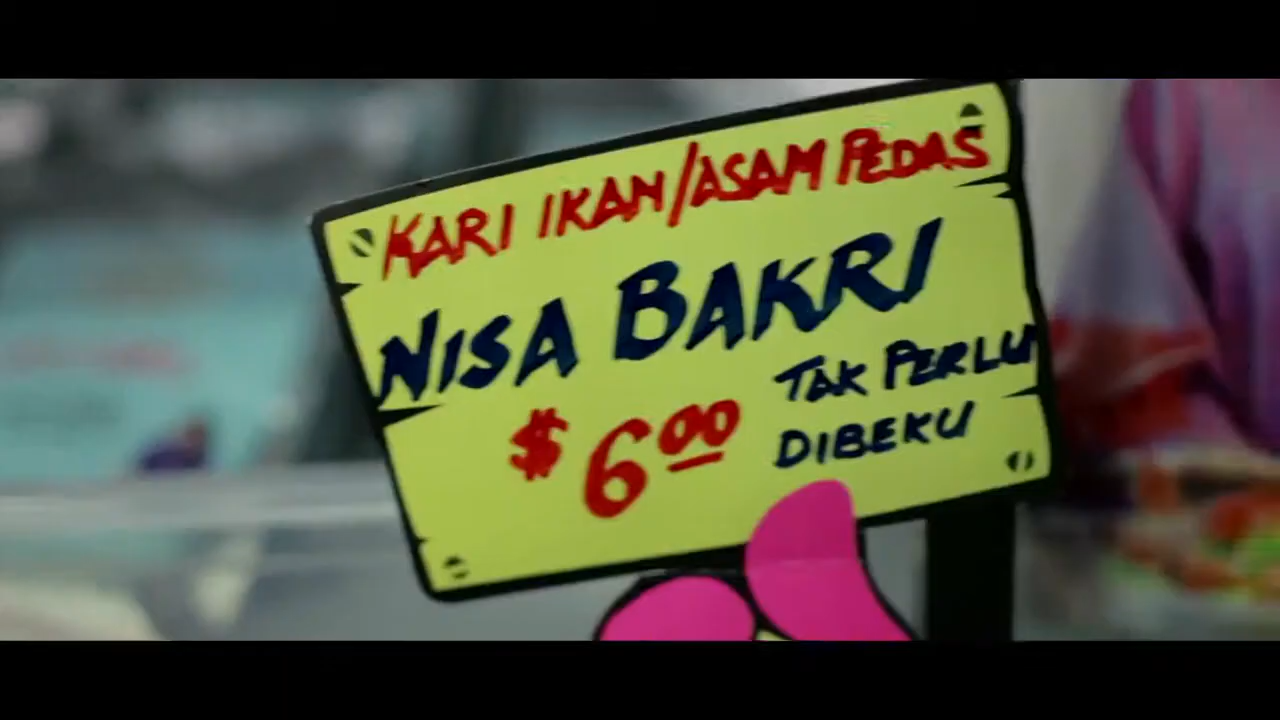 KARI IKAN/ASAM PEDAS
NISA BAKRI
$6.00
TAK PERLU
DIBEKU